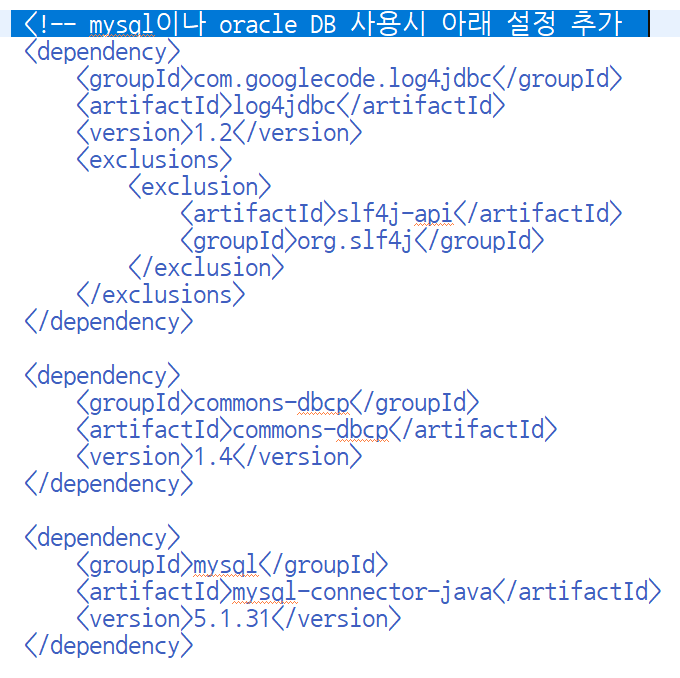 <!-- mysql이나 oracle DB 사용시 아래 설정 추가
<dependency>
    <groupId>com.googlecode.log4jdbc</groupId>
    <artifactId>log4jdbc</artifactId>
    <version>1.2</version>
    <exclusions>
        <exclusion>
            <artifactId>slf4j-api</artifactId>
            <groupId>org.slf4j</groupId>
        </exclusion>
    </exclusions>
</dependency>

<dependency>
    <groupId>commons-dbcp</groupId>
    <artifactId>commons-dbcp</artifactId>
    <version>1.4</version>
</dependency>

<dependency>
    <groupId>mysql</groupId>
    <artifactId>mysql-connector-java</artifactId>
    <version>5.1.31</version>
</dependency>